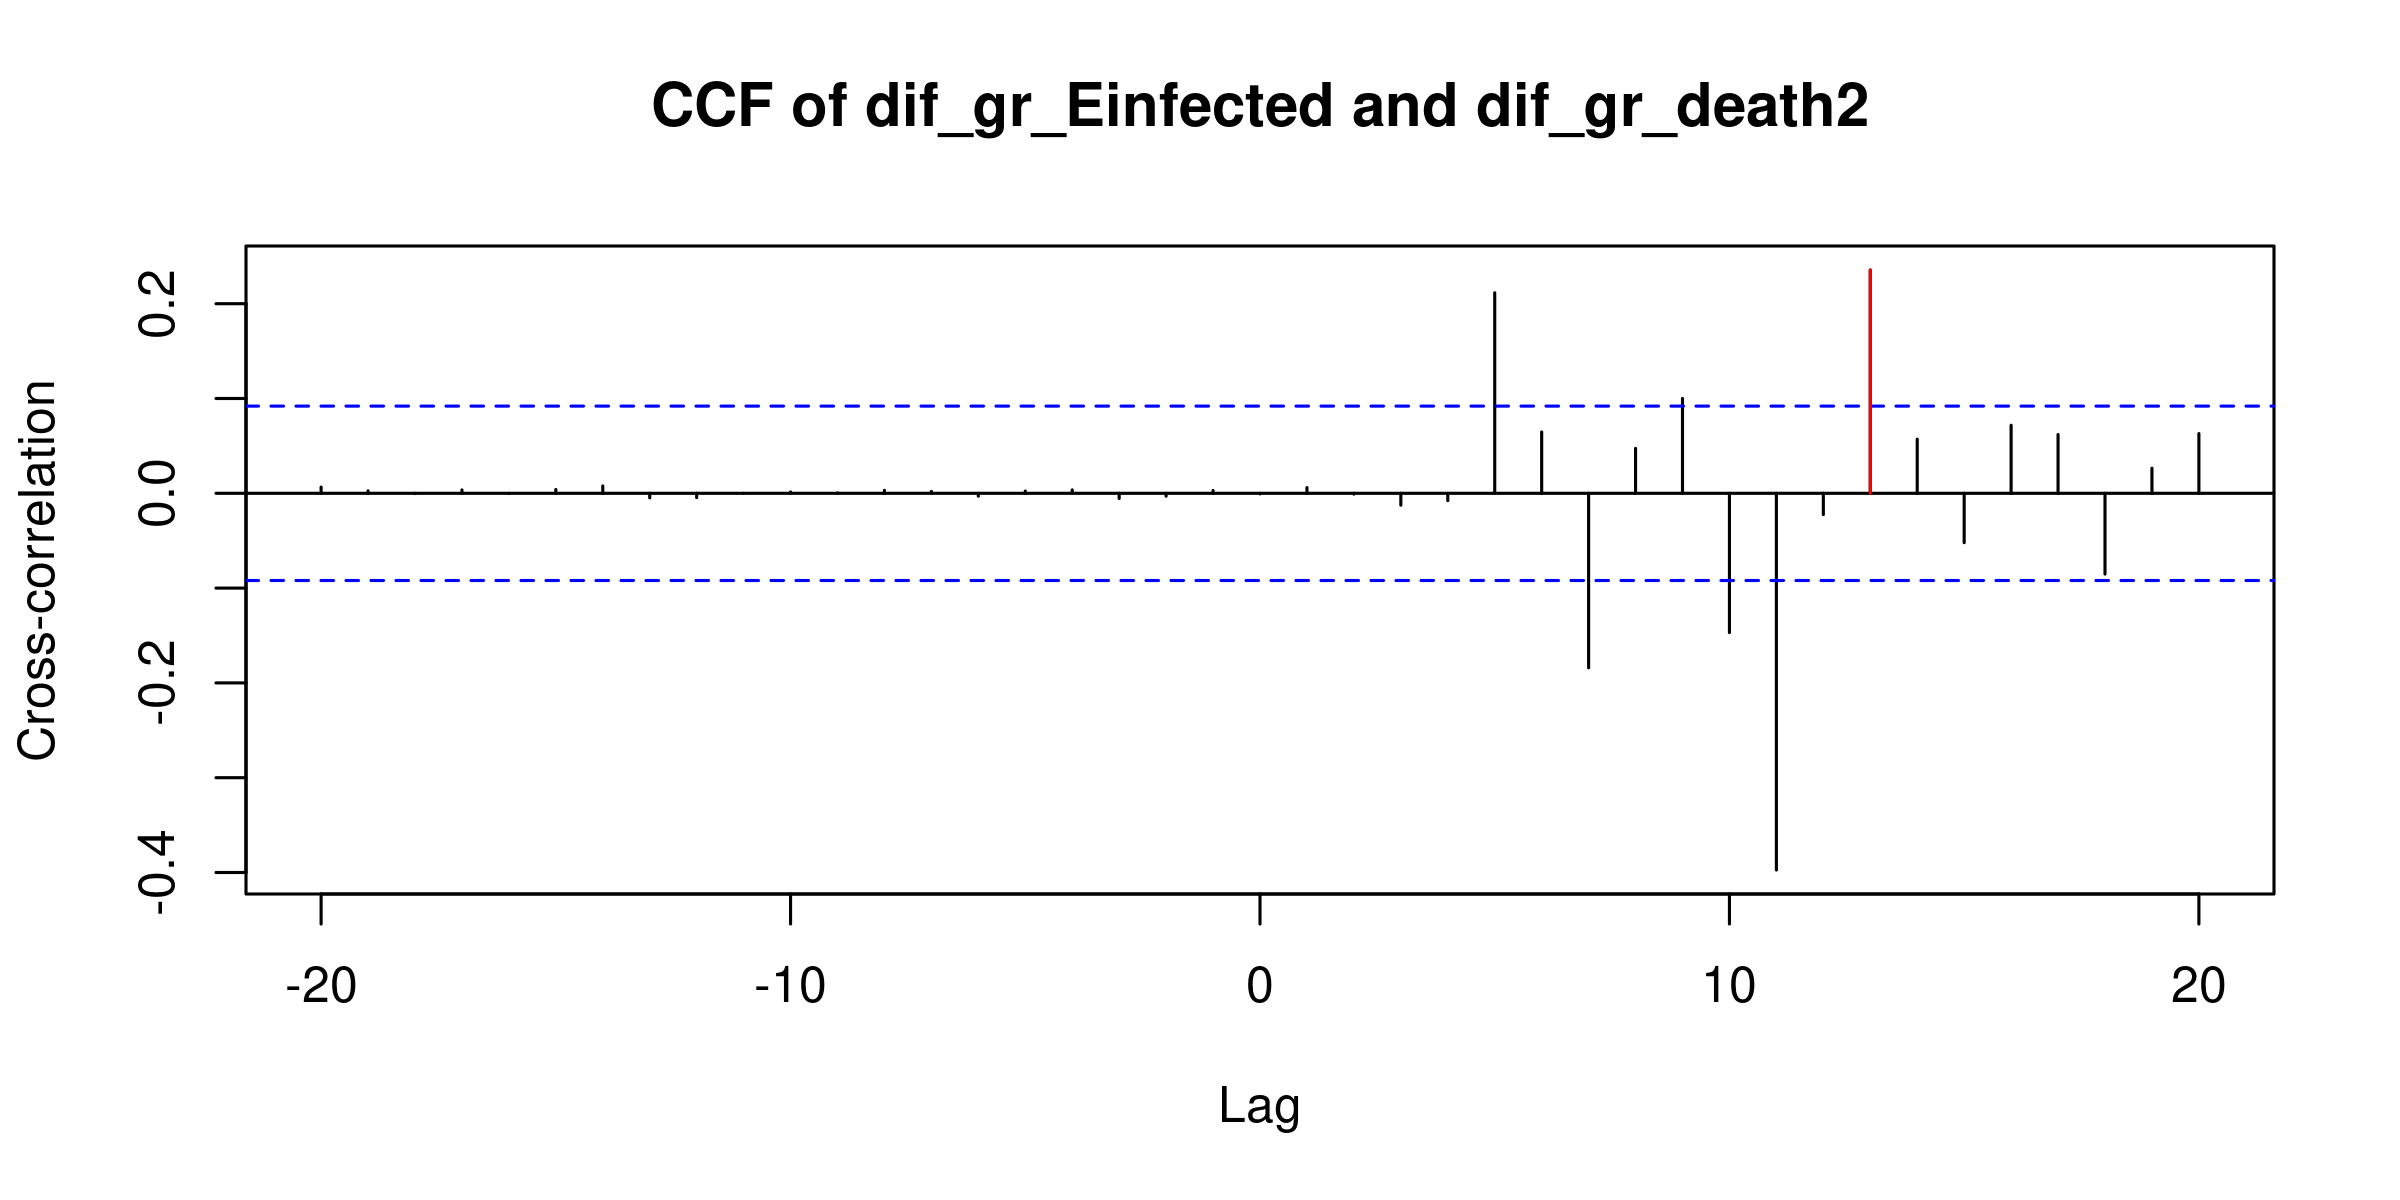 CCF of dif_gr_Einfected and dif_gr_death2
0.2
0.0
-0.2
-0.4
Cross-correlation
-20 -10 0 10 20
Lag